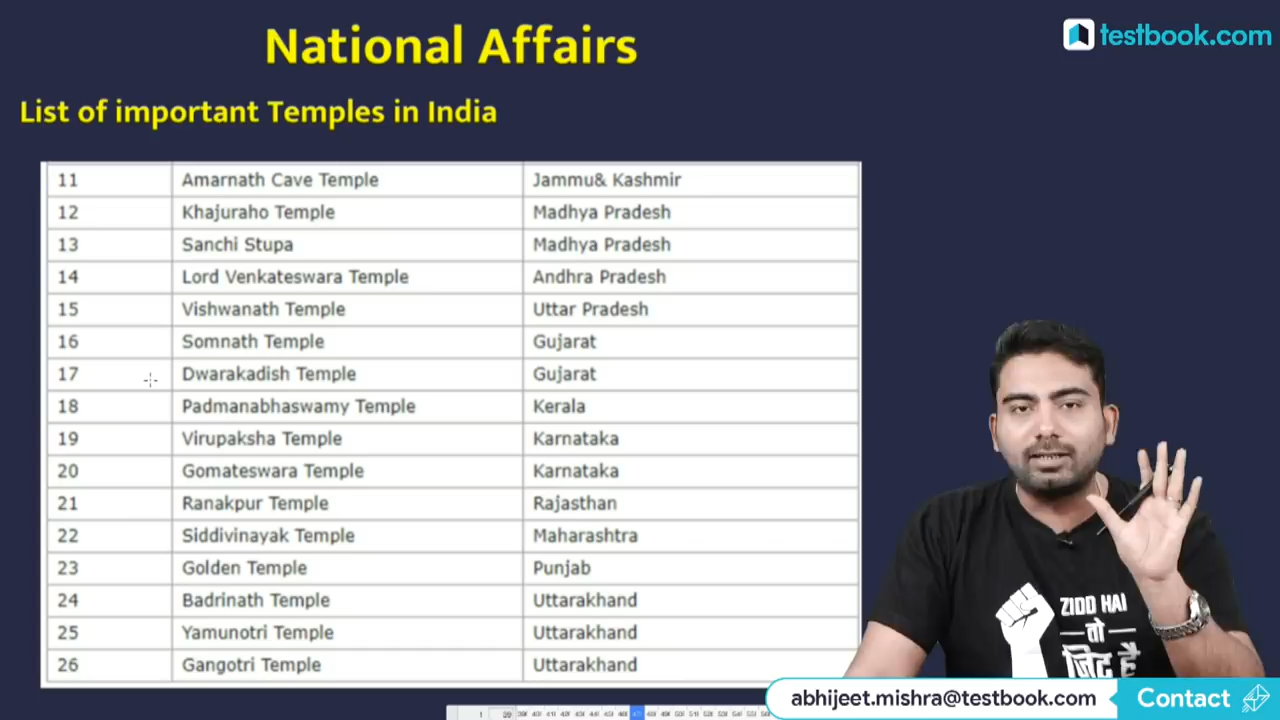 National Affairs
testbook.com
List of important Temples in India
11 Amarnath Cave Temple Jammu& Kashmir
12 Khajuraho Temple Madhya Pradesh
13 Sanchi Stupa Madhya Pradesh
14 Lord Venkateswara Temple Andhra Pradesh
15 Vishwanath Temple Uttar Pradesh
16 Somnath Temple Gujarat
17 Dwarakadish Temple Gujarat
18 Padmanabhaswamy Temple Kerala
19 Virupaksha Temple Karnataka
20 Gomateswara Temple Karnataka
21 Ranakpur Temple Rajasthan
22 Siddivinayak Temple Maharashtra
23 Golden Temple Punjab
24 Badrinath Temple Uttarakhand
25 Yamunotri Temple Uttarakhand
26 Gangotri Temple Uttarakhand
ZIDD HAI
तो
ज़िद है
abhijeet.mishra@testbook.com Contact